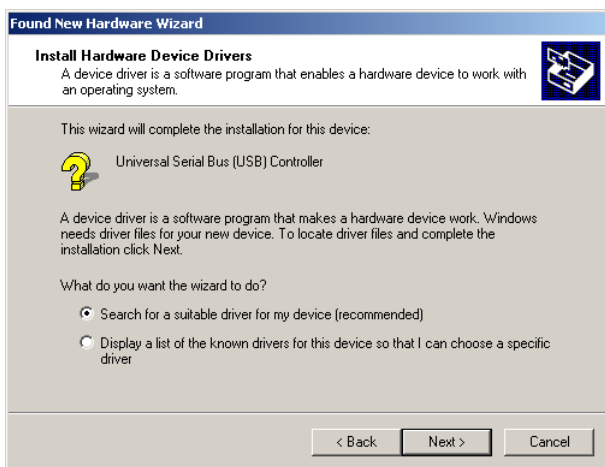 Found New Hardware Wizard
Install Hardware Device Drivers
A device driver is a software program that enables a hardware device to work with
an operating system.
This wizard will complete the installation for this device:
Universal Serial Bus (USB) Controller
A device driver is a software program that makes a hardware device work. Windows
needs driver files for your new device. To locate driver files and complete the
installation click Next.
What do you want the wizard to do?
Search for a suitable driver for my device (recommended)
Display a list of the known drivers for this device so that I can choose a specific
driver
< Back Next > Cancel